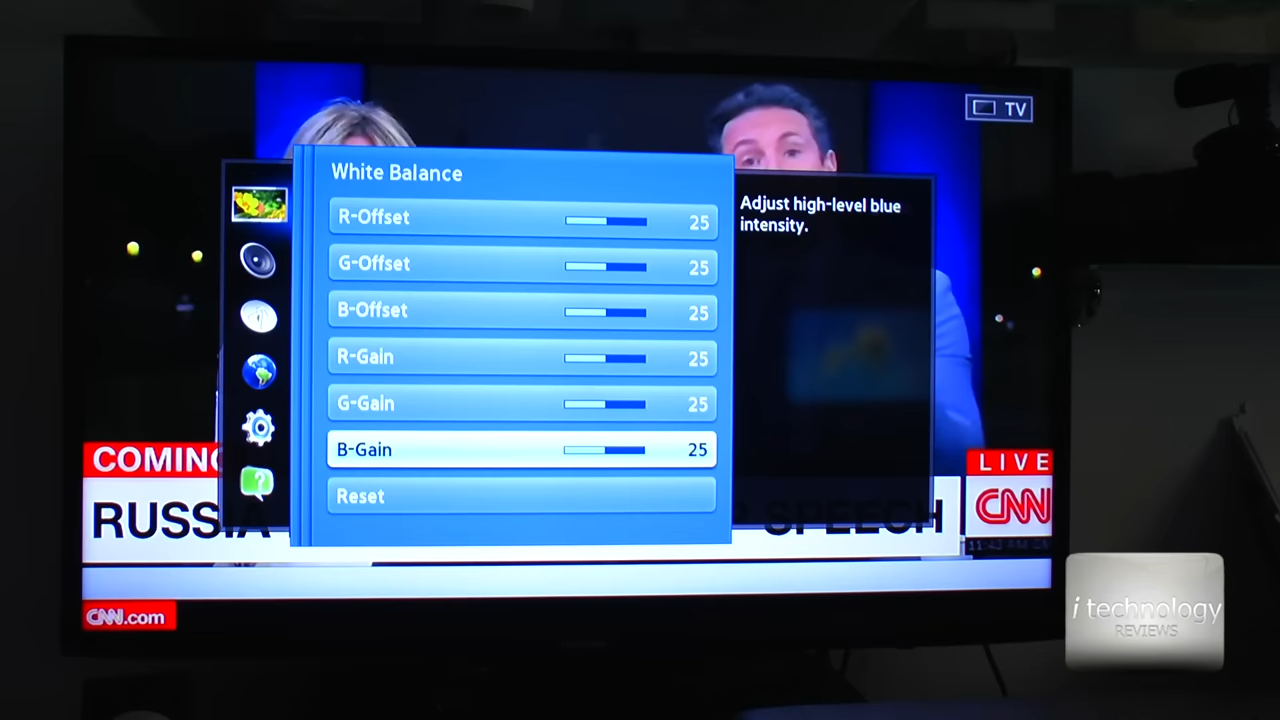 TV
White Balance
R-Offset 25
G-Offset 25
B-Offset 25
R-Gain 25
G-Gain 25
B-Gain 25
Reset
Adjust high-level blue
intensity.
?
COMING
RUSSIA
SPEECH
LIVE
CNN
CNN.com
i technology
REVIEWS